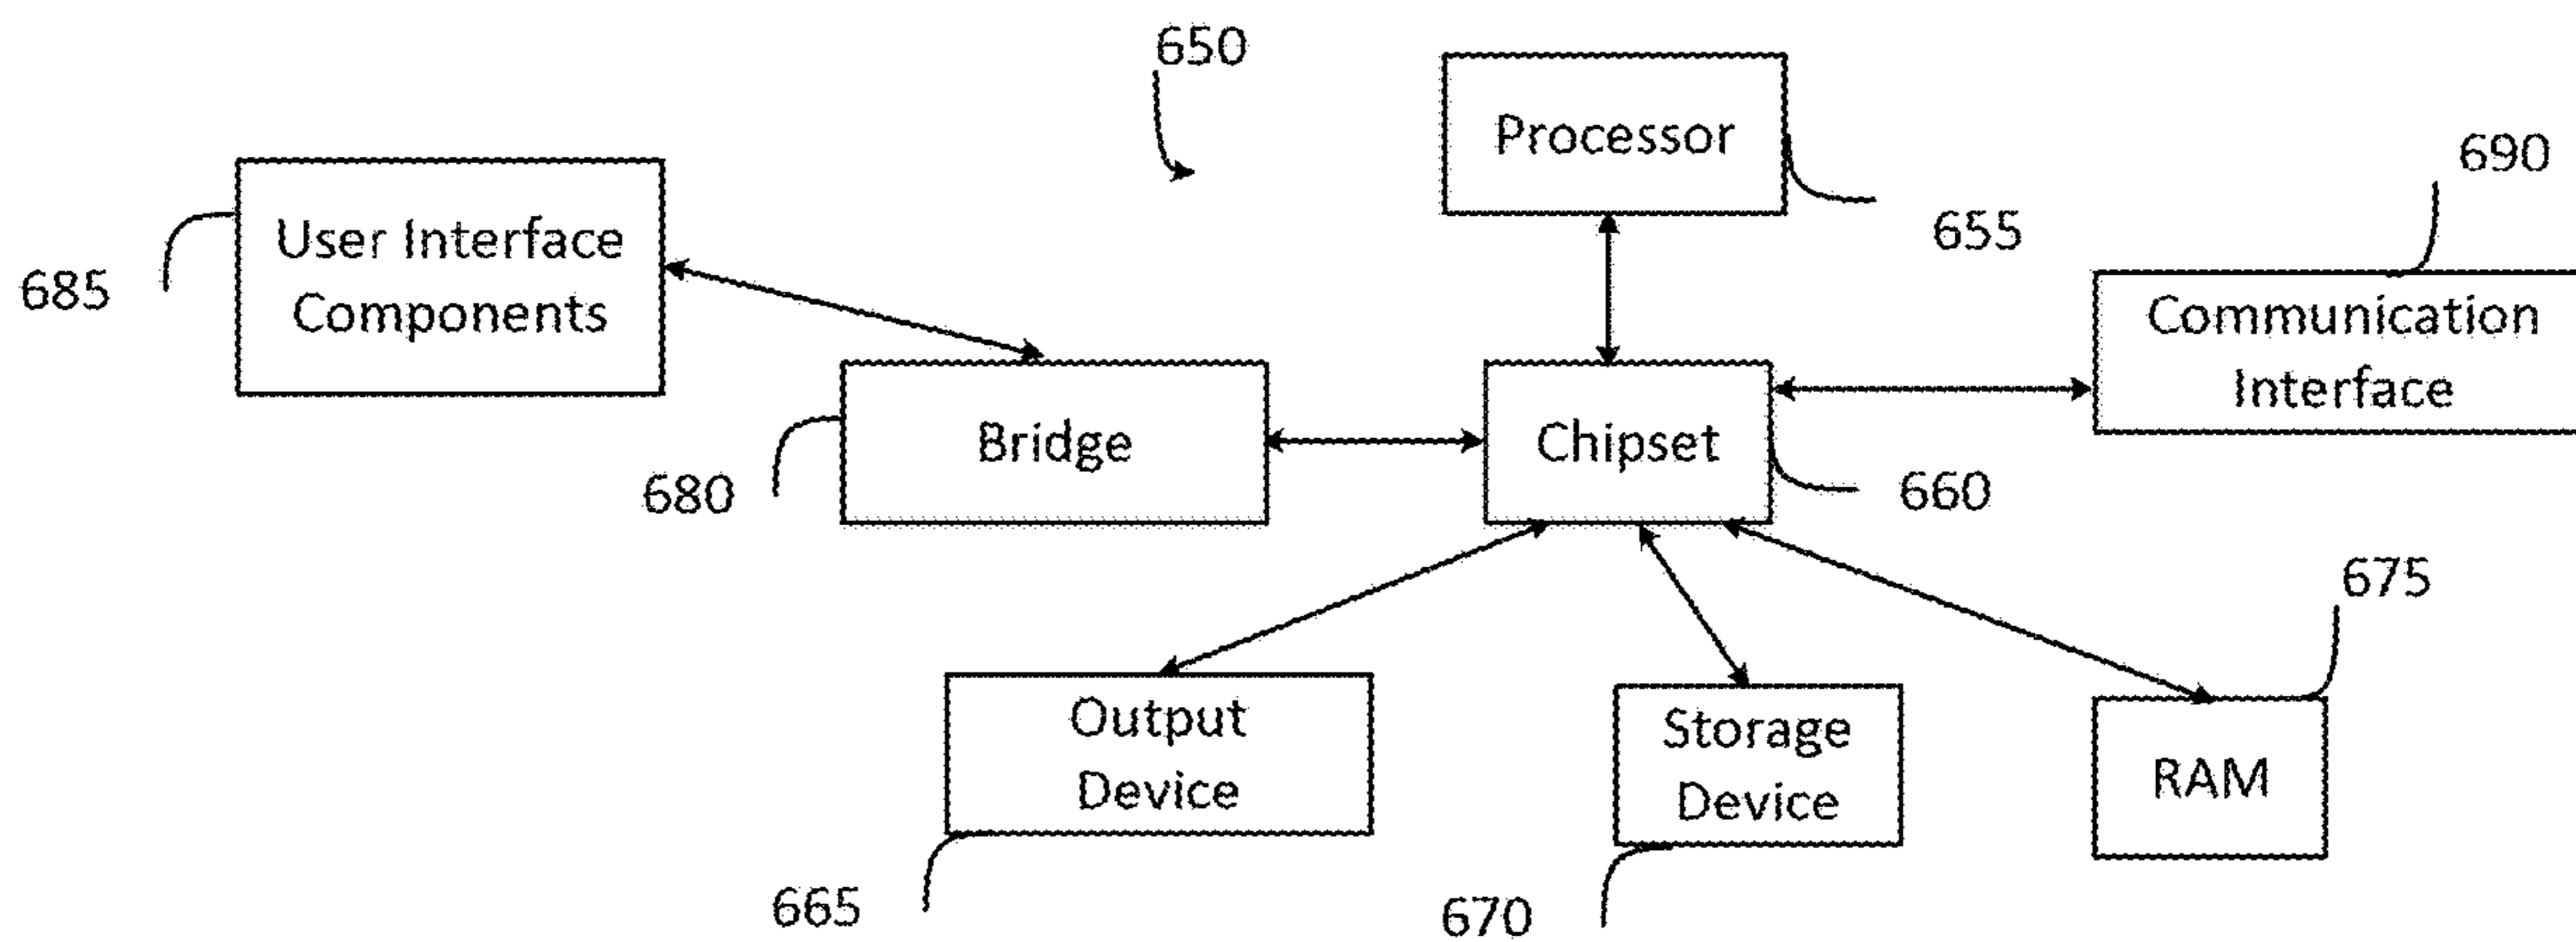 650
Processor
690
User Interface
Components
655
685
Communication
Interface
Bridge
Chipset
680
660
675
Output
Device
Storage
Device
RAM
665
670